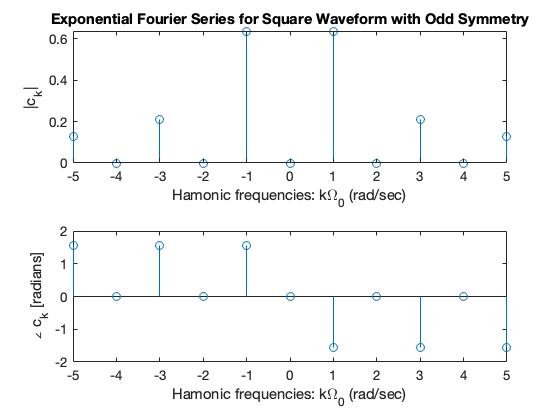 Exponential Fourier Series for Square Waveform with Odd Symmetry
0.6
0.4
0.2
0
|c_k|
-5 -4 -3 -2 -1 0 1 2 3 4 5
Hamonic frequencies: kΩ_0 (rad/sec)
2
1
0
-1
-2
∠ c_k [radians]
-5 -4 -3 -2 -1 0 1 2 3 4 5
Hamonic frequencies: kΩ_0 (rad/sec)